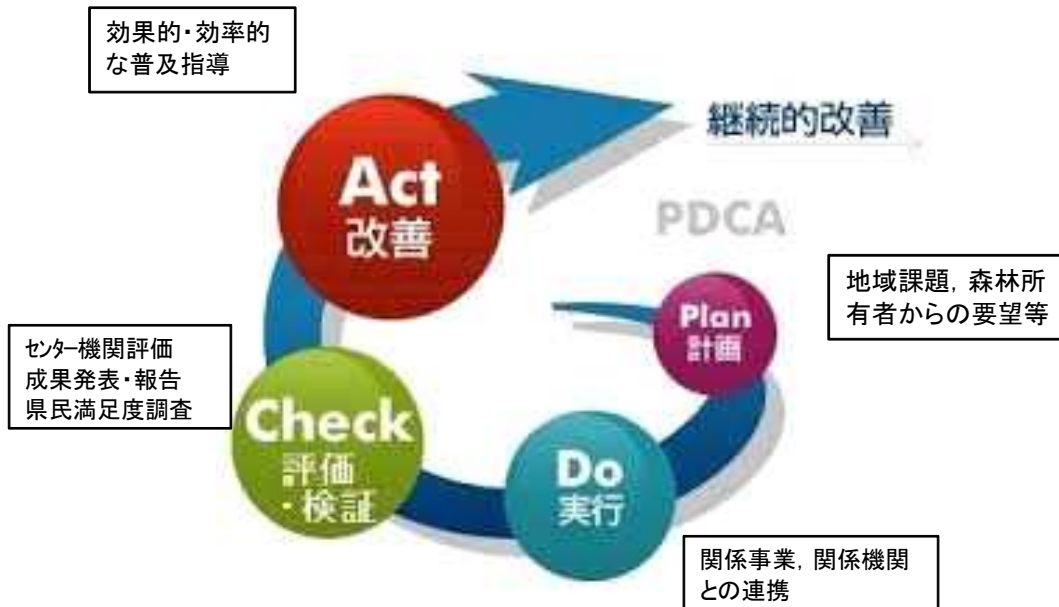 効果的・効率的
な普及指導
継続的改善
Act
改善
PDCA
地域課題，森林所
有者からの要望等
Plan
計画
センター機関評価
成果発表・報告
県民満足度調査
Check
評価
・検証
Do
実行
関係事業，関係機関
との連携